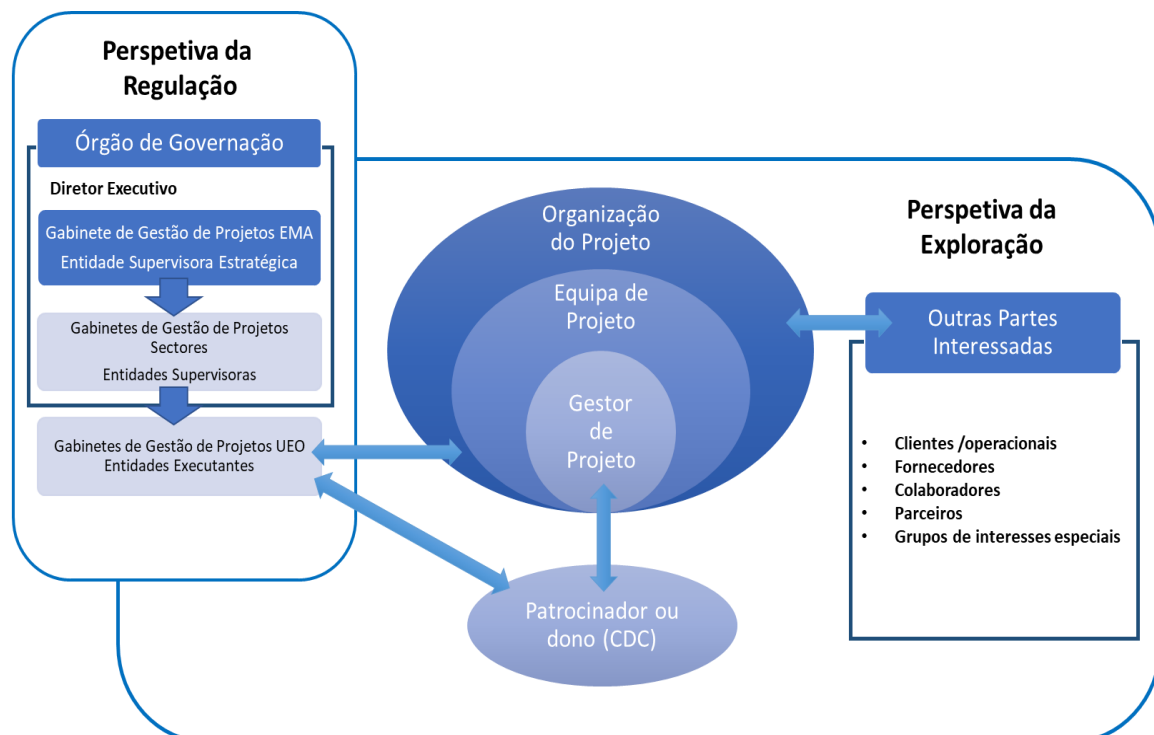 Perspetiva da
Regulação
Órgão de Governação
Diretor Executivo
Gabinete de Gestão de Projetos EMA
Entidade Supervisora Estratégica
Gabinetes de Gestão de Projetos
Sectores
Entidades Supervisoras
Gabinetes de Gestão de Projetos UEO
Entidades Executantes
Organização
do Projeto
Equipa de
Projeto
Gestor
de
Projeto
Patrocinador ou
dono (CDC)
Perspetiva da
Exploração
Outras Partes
Interessadas
• Clientes /operacionais
• Fornecedores
• Colaboradores
• Parceiros
• Grupos de interesses especiais